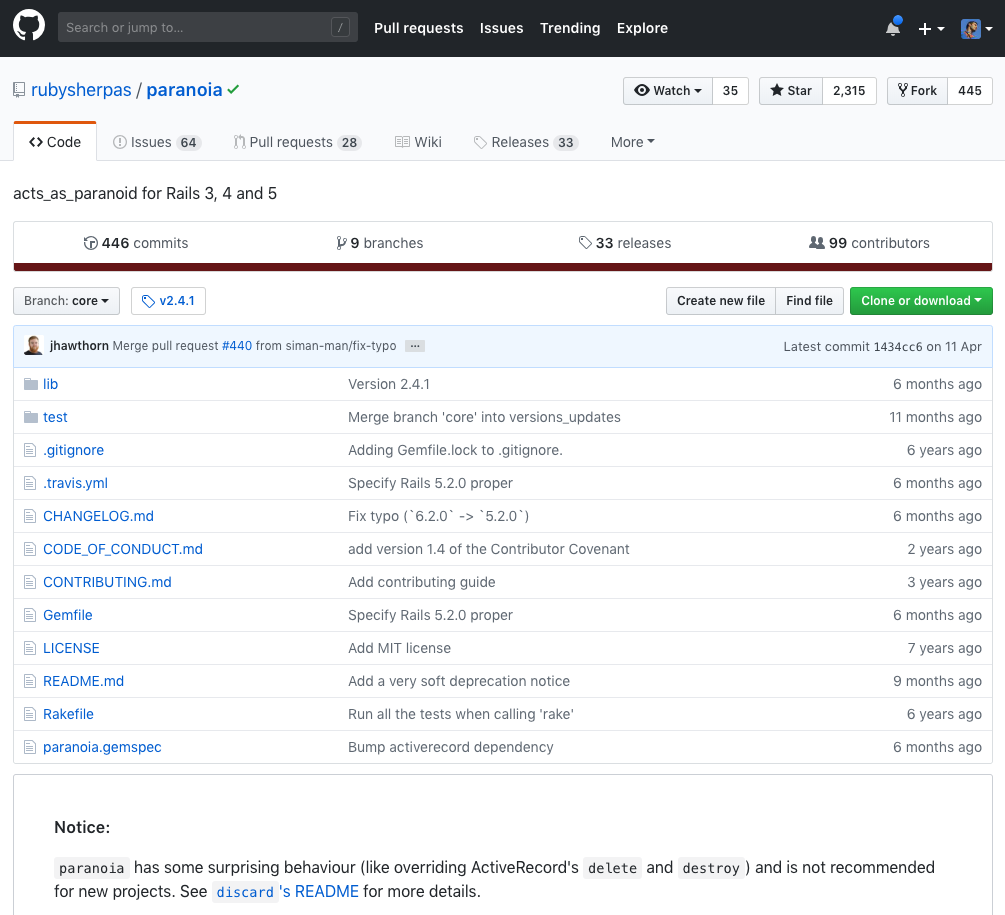 Search or jump to... /
Pull requests Issues Trending Explore
rubysherpas / paranoia
Watch 35 Star 2,315 Fork 445
Code Issues 64 Pull requests 28 Wiki Releases 33 More
acts_as_paranoid for Rails 3, 4 and 5
446 commits 9 branches 33 releases 99 contributors
Branch: core v2.4.1 Create new file Find file Clone or download
jhawthorn Merge pull request #440 from siman-man/fix-typo ... Latest commit 1434cc6 on 11 Apr
lib Version 2.4.1 6 months ago
test Merge branch 'core' into versions_updates 11 months ago
.gitignore Adding Gemfile.lock to .gitignore. 6 years ago
.travis.yml Specify Rails 5.2.0 proper 6 months ago
CHANGELOG.md Fix typo (`6.2.0` -> `5.2.0`) 6 months ago
CODE_OF_CONDUCT.md add version 1.4 of the Contributor Covenant 2 years ago
CONTRIBUTING.md Add contributing guide 3 years ago
Gemfile Specify Rails 5.2.0 proper 6 months ago
LICENSE Add MIT license 7 years ago
README.md Add a very soft deprecation notice 9 months ago
Rakefile Run all the tests when calling 'rake' 6 years ago
paranoia.gemspec Bump activerecord dependency 6 months ago
Notice:
paranoia has some surprising behaviour (like overriding ActiveRecord's delete and destroy ) and is not recommended
for new projects. See discard 's README for more details.